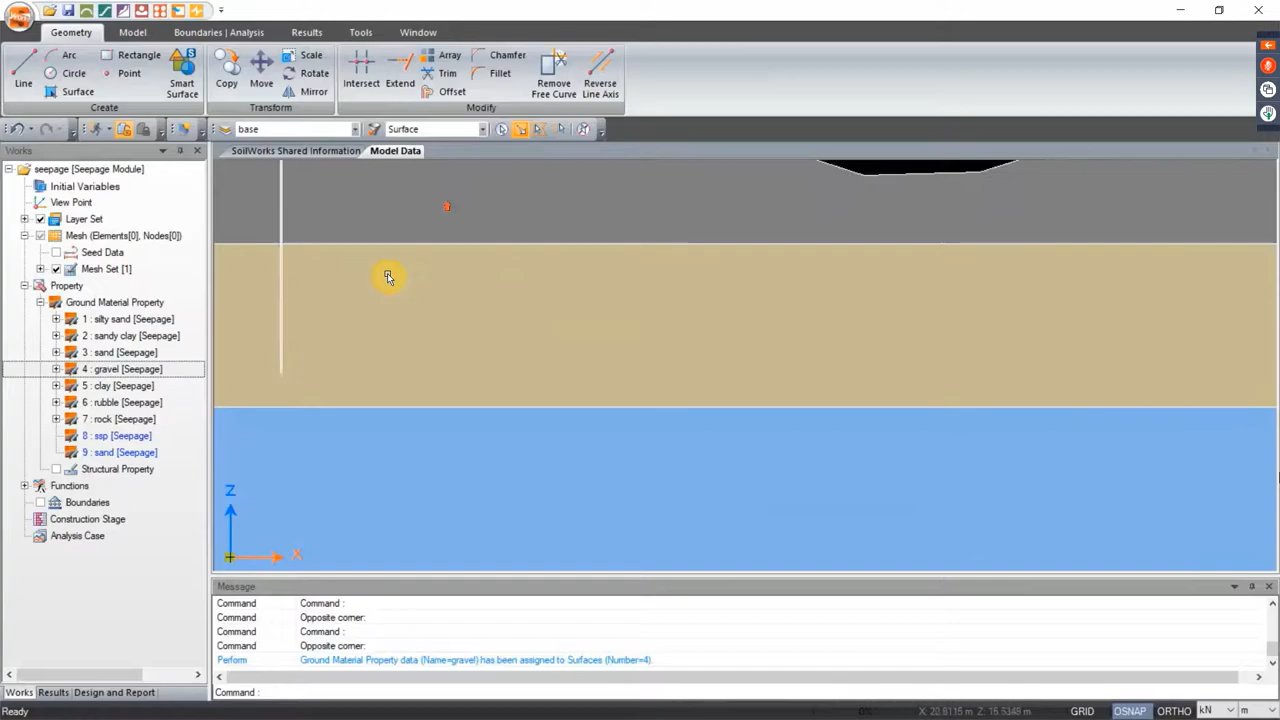 Geometry Model Boundaries | Analysis Results Tools Window
Line Arc Circle Surface Rectangle Point Smart Surface
Create
Copy Move Scale Rotate Mirror
Transform
Intersect Extend Array Trim Offset Chamfer Fillet Remove Free Curve Reverse Line Axis
Modify
base Surface
Works
SoilWorks Shared Information Model Data
seepage [Seepage Module]
Initial Variables
View Point
Layer Set
Mesh (Elements[0], Nodes[0])
Seed Data
Mesh Set [1]
Property
Ground Material Property
1 : silty sand [Seepage]
2 : sandy clay [Seepage]
3 : sand [Seepage]
4 : gravel [Seepage]
5 : clay [Seepage]
6 : rubble [Seepage]
7 : rock [Seepage]
8 : ssp [Seepage]
9 : sand [Seepage]
Structural Property
Functions
Boundaries
Construction Stage
Analysis Case
Z
X
Message
Command Command :
Command Opposite corner:
Command Command :
Command Opposite corner:
Perform Ground Material Property data (Name=gravel) has been assigned to Surfaces (Number=4)
Works Results Design and Report
Command :
Ready
GRID OSNAP ORTHO kN m